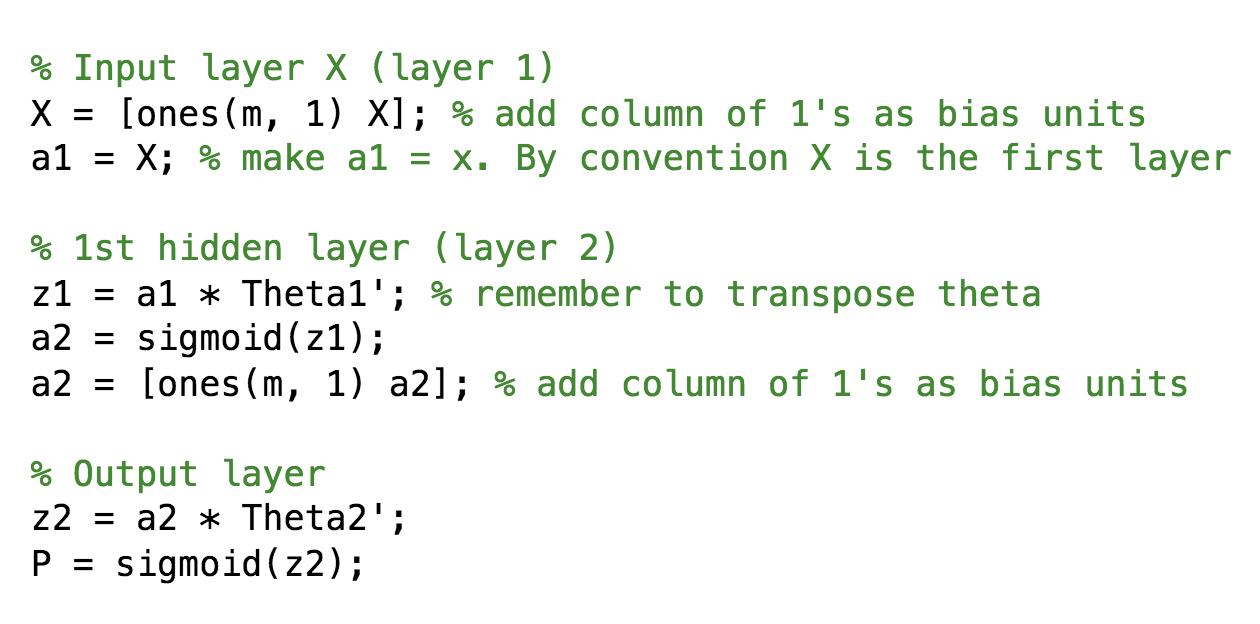 % Input layer X (layer 1)
X = [ones(m, 1) X]; % add column of 1's as bias units
a1 = X; % make a1 = x. By convention X is the first layer
% 1st hidden layer (layer 2)
z1 = a1 * Theta1'; % remember to transpose theta
a2 = sigmoid(z1);
a2 = [ones(m, 1) a2]; % add column of 1's as bias units
% Output layer
z2 = a2 * Theta2';
P = sigmoid(z2);